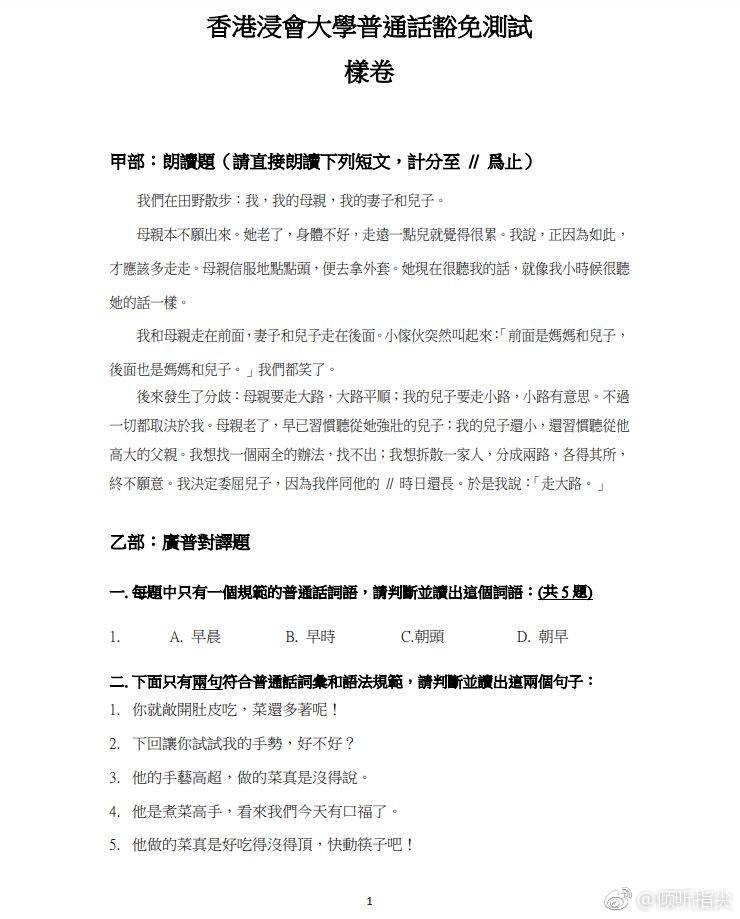 香港浸會大學普通話豁免測試
樣卷
甲部：朗讀題（請直接朗讀下列短文，計分至 // 爲止）
我們在田野散步：我，我的母親，我的妻子和兒子。
母親本不願出來。她老了，身體不好，走遠一點兒就覺得很累。我說，正因為如此，
才應該多走走。母親信服地點點頭，便去拿外套。她現在很聽我的話，就像我小時候很聽
她的話一樣。
我和母親走在前面，妻子和兒子走在後面。小傢伙突然叫起來：「前面是媽媽和兒子，
後面也是媽媽和兒子。」我們都笑了。
後來發生了分歧：母親要走大路，大路平順；我的兒子要走小路，小路有意思。不過
一切都取決於我。母親老了，早已習慣聽從她強壯的兒子；我的兒子還小，還習慣聽從他
高大的父親。我想找一個兩全的辦法，找不出；我想拆散一家人，分成兩路，各得其所，
終不願意。我決定委屈兒子，因為我伴同他的 // 時日還長。於是我說：「走大路。」
乙部：廣普對譯題
一. 每題中只有一個規範的普通話詞語，請判斷並讀出這個詞語：(共 5 題)
1. A. 早晨 B. 早時 C.朝頭 D. 朝早
二. 下面只有兩句符合普通話詞彙和語法規範，請判斷並讀出這兩個句子：
1. 你就敞開肚皮吃，菜還多著呢！
2. 下回讓你試試我的手勢，好不好？
3. 他的手藝高超，做的菜真是沒得說。
4. 他是煮菜高手，看來我們今天有口福了。
5. 他做的菜真是好吃得沒得頂，快動筷子吧！
1
@倾听指尖